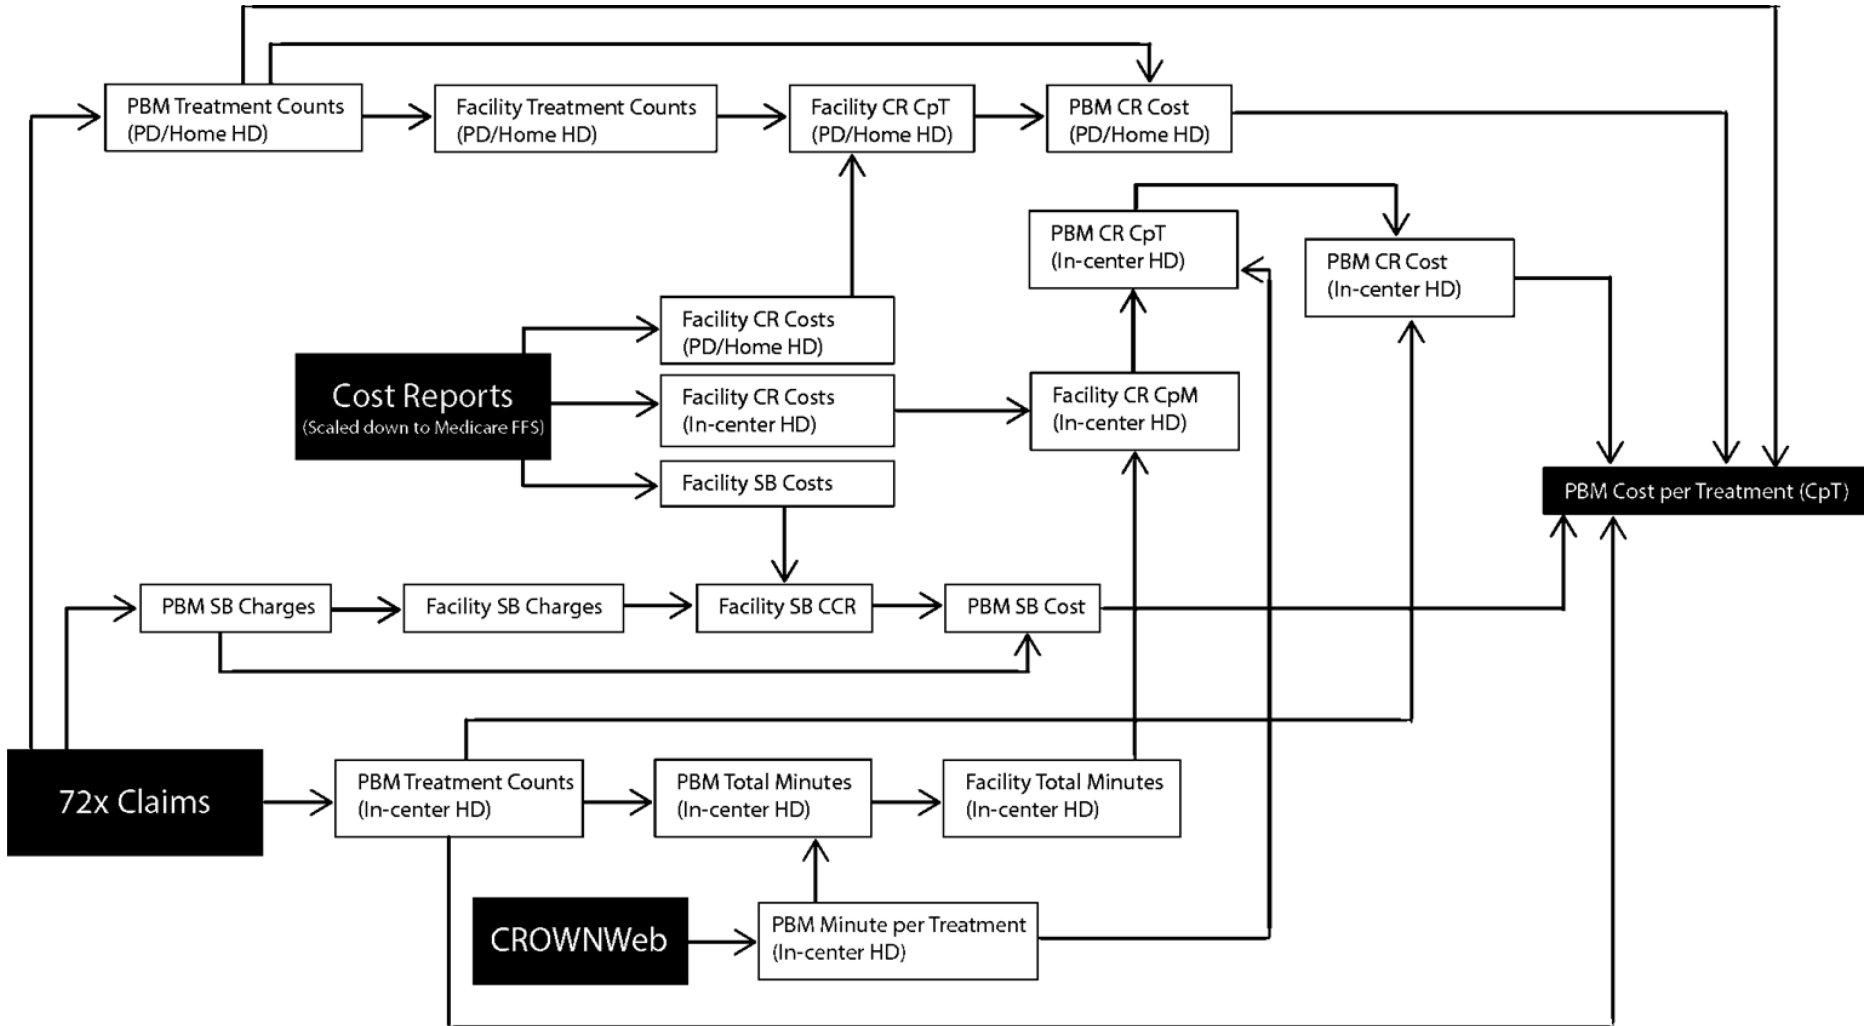 PBM Treatment Counts
(PD/Home HD)
Facility Treatment Counts
(PD/Home HD)
Facility CR CpT
(PD/Home HD)
PBM CR Cost
(PD/Home HD)
PBM CR CpT
(In-center HD)
PBM CR Cost
(In-center HD)
Facility CR Costs
(PD/Home HD)
Cost Reports
(Scaled down to Medicare FFS)
Facility CR Costs
(In-center HD)
Facility CR CpM
(In-center HD)
Facility SB Costs
PBM Cost per Treatment (CpT)
PBM SB Charges
Facility SB Charges
Facility SB CCR
PBM SB Cost
72x Claims
PBM Treatment Counts
(In-center HD)
PBM Total Minutes
(In-center HD)
Facility Total Minutes
(In-center HD)
CROWNWeb
PBM Minute per Treatment
(In-center HD)